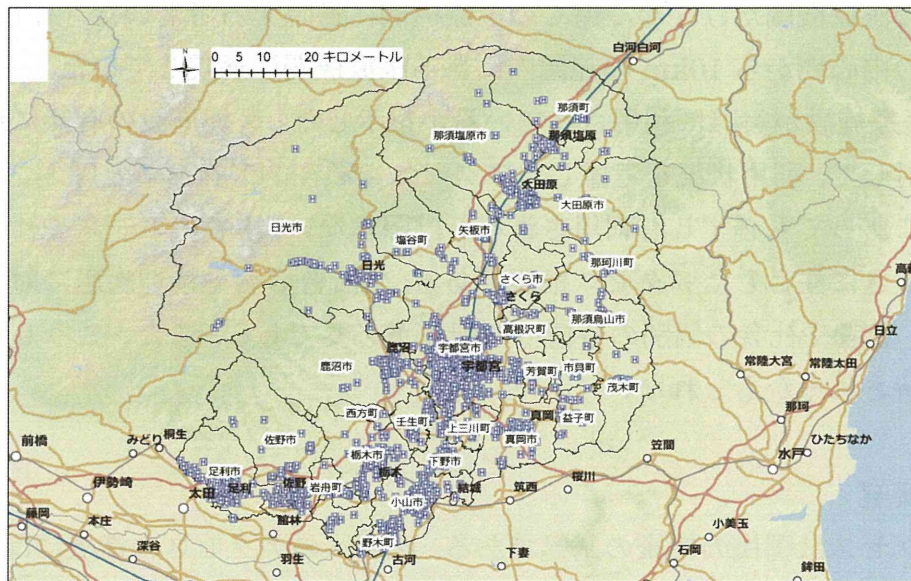 N
0 5 10 20 キロメートル
白河白河
那須町
那須塩原市
那須塩原
大田原
大田原市
日光市
塩谷町
矢板市
那珂川町
日光
さくら市
さくら
高根沢町
那須烏山市
高萩
日立
宇都宮市
鹿沼
鹿沼市
宇都宮
芳賀町
市貝町
茂木町
常陸大宮
常陸太田
西方町
壬生町
上三川町
真岡
真岡市
益子町
那珂
ひたちなか
水戸
前橋
みどり
桐生
佐野市
栃木市
栃木
下野市
笠間
足利市
足利
佐野
岩舟町
小山市
結城
筑西
桜川
伊勢崎
太田
藤岡
本庄
館林
野木町
古河
下妻
小美玉
石岡
深谷
羽生
鉾田